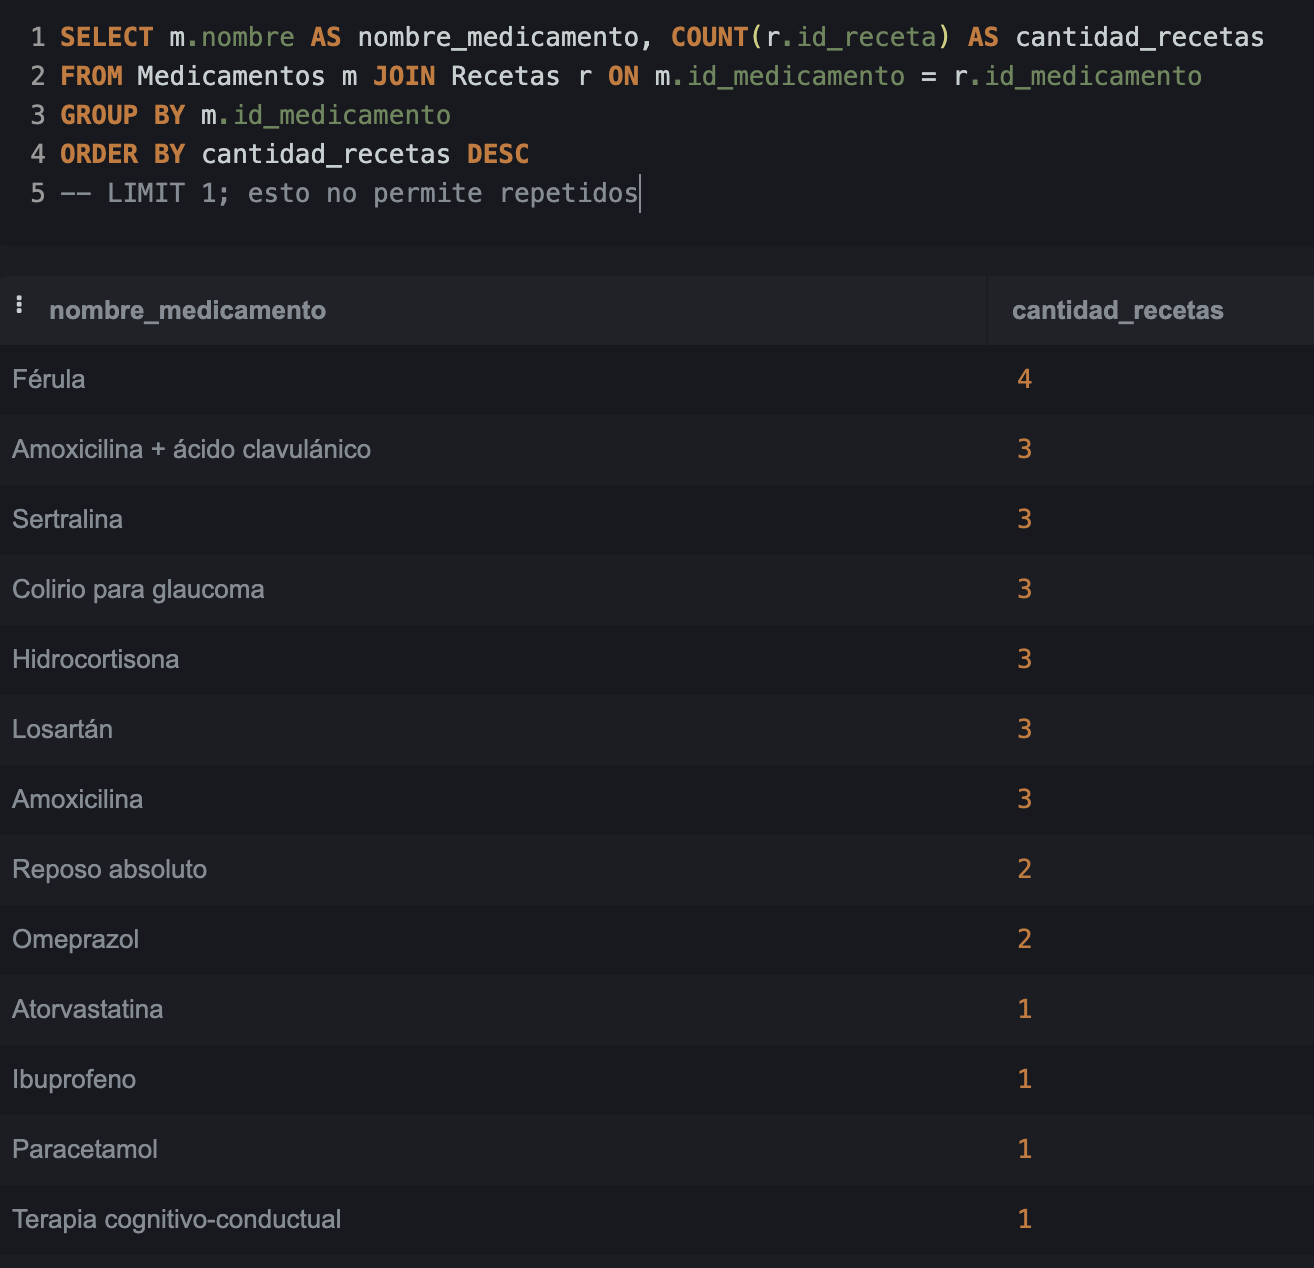 1 SELECT m.nombre AS nombre_medicamento, COUNT(r.id_receta) AS cantidad_recetas
2 FROM Medicamentos m JOIN Recetas r ON m.id_medicamento = r.id_medicamento
3 GROUP BY m.id_medicamento
4 ORDER BY cantidad_recetas DESC
5 -- LIMIT 1; esto no permite repetidos
nombre_medicamento cantidad_recetas
Férula 4
Amoxicilina + ácido clavulánico 3
Sertralina 3
Colirio para glaucoma 3
Hidrocortisona 3
Losartán 3
Amoxicilina 3
Reposo absoluto 2
Omeprazol 2
Atorvastatina 1
Ibuprofeno 1
Paracetamol 1
Terapia cognitivo-conductual 1